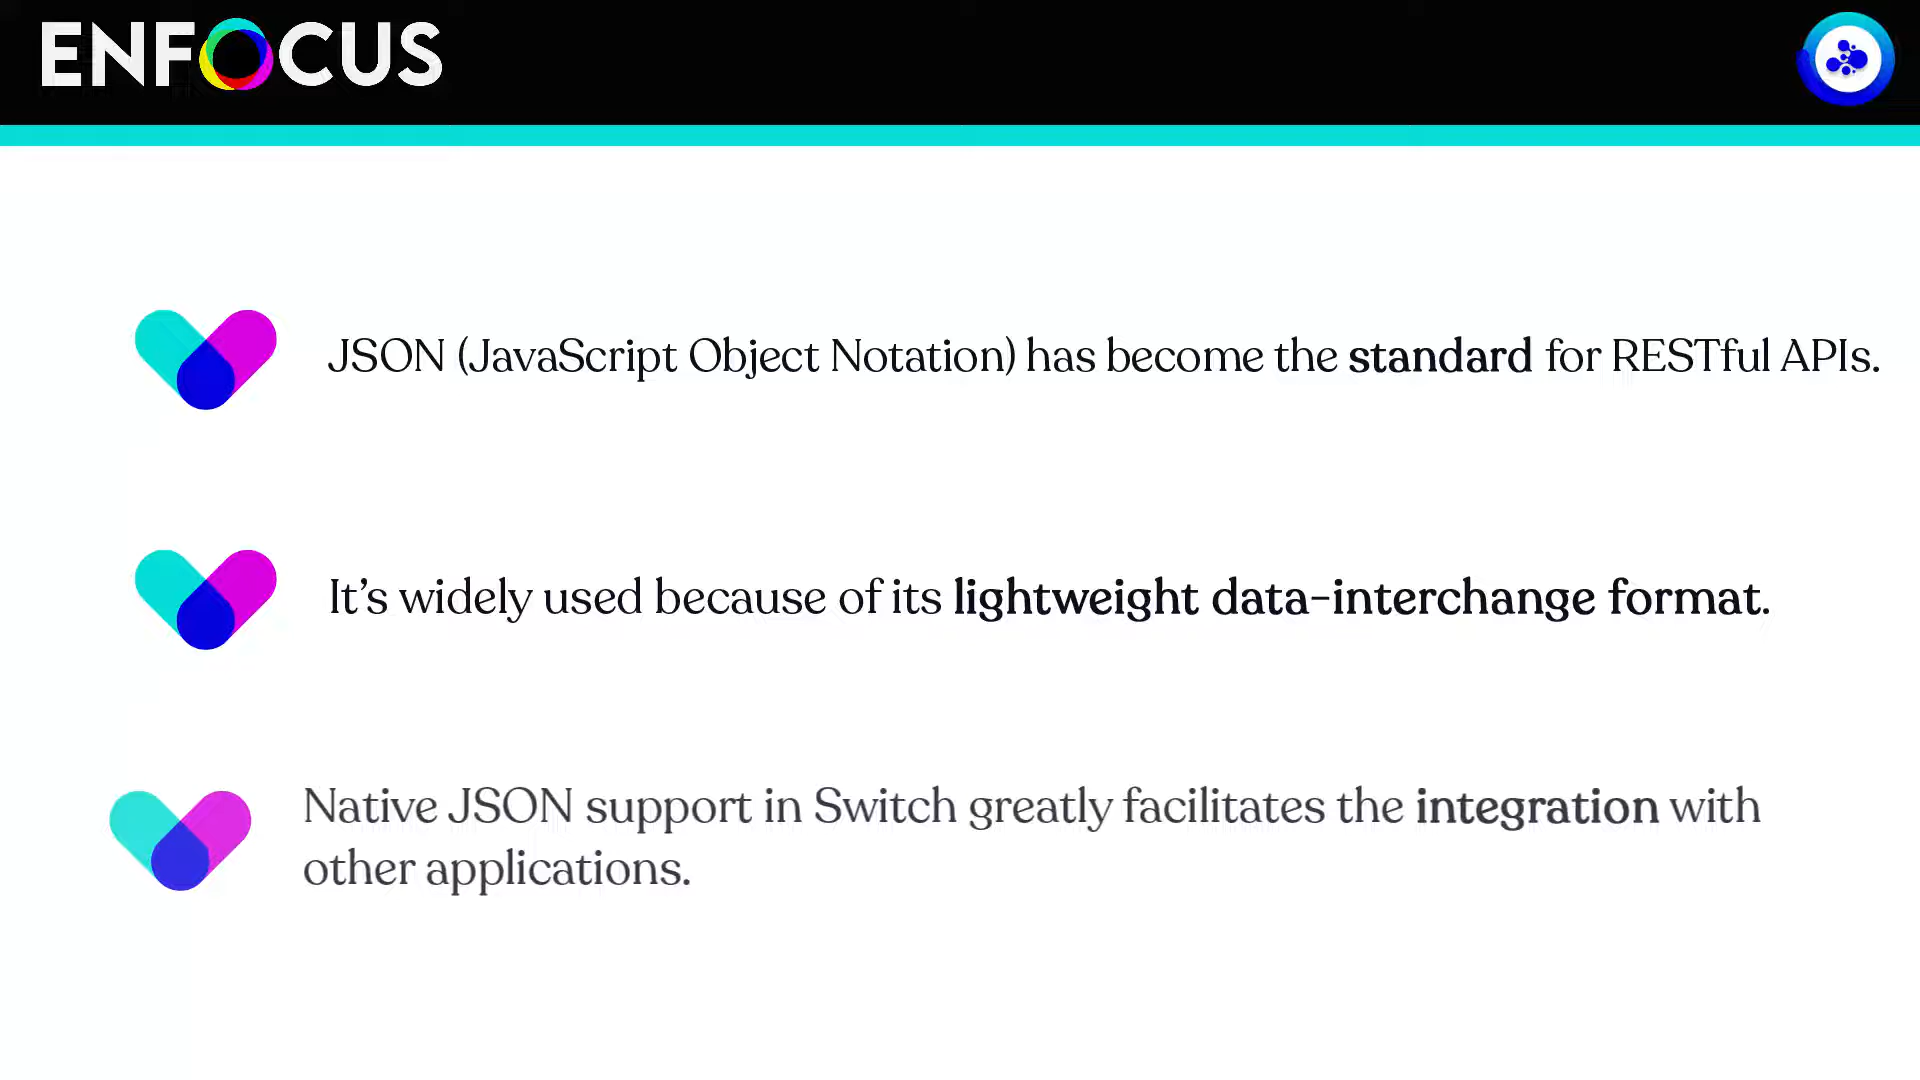 ENFOCUS
JSON (JavaScript Object Notation) has become the standard for RESTful APIs.
It’s widely used because of its lightweight data-interchange format.
Native JSON support in Switch greatly facilitates the integration with
other applications.